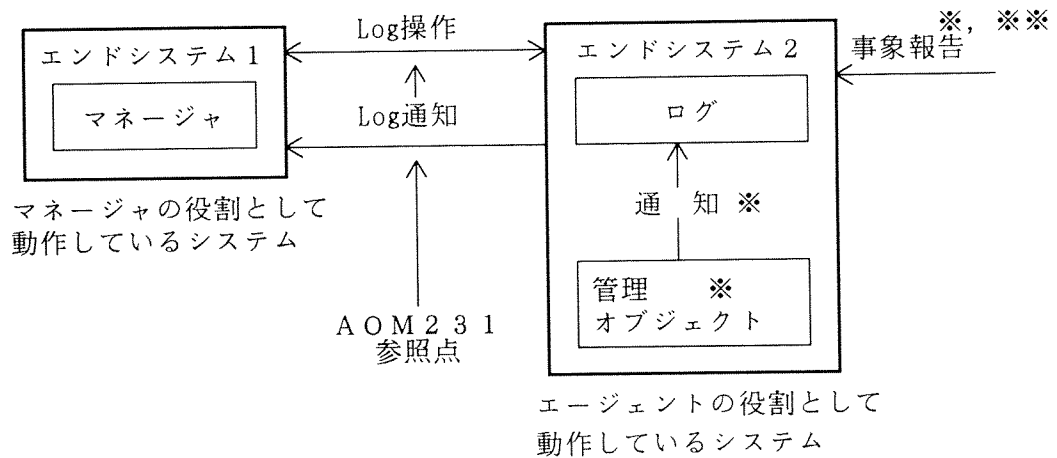 ※，※※
Log操作
事象報告
エンドシステム1
エンドシステム2
マネージャ
Log通知
ログ
通 知 ※
マネージャの役割として
動作しているシステム
管理 ※
オブジェクト
AOM231
参照点
エージェントの役割として
動作しているシステム